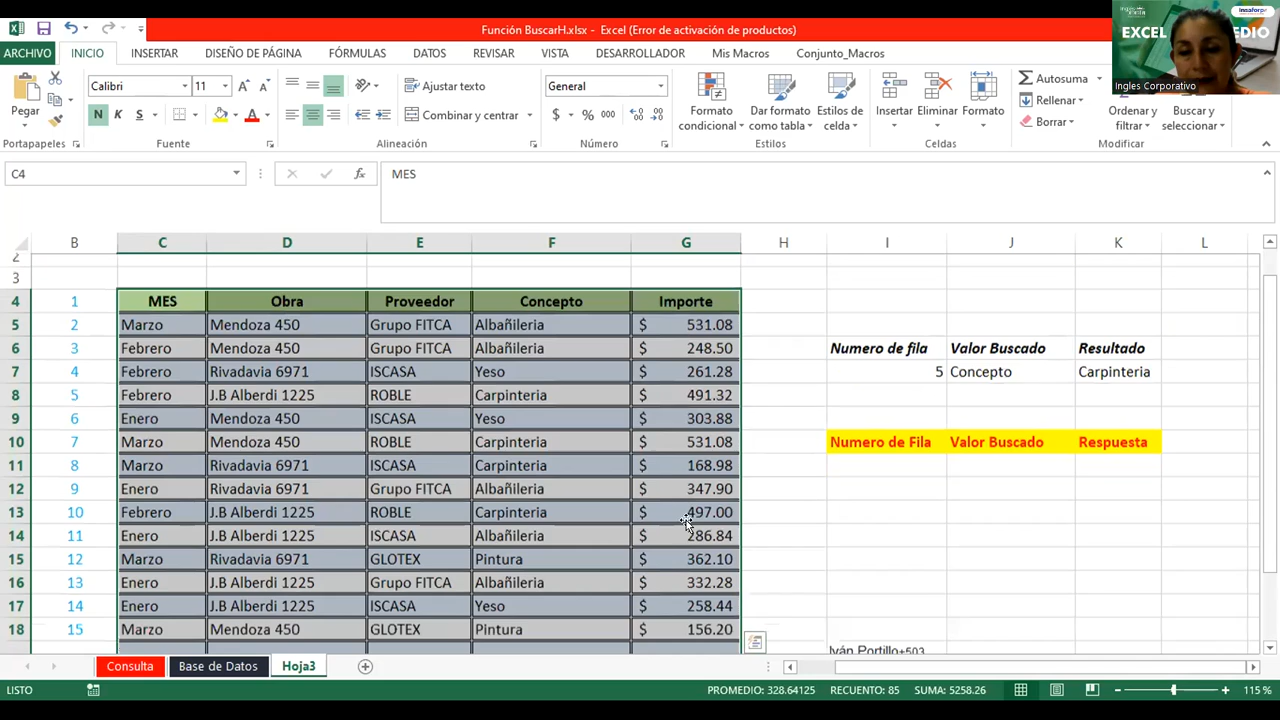 Función BuscarH.xlsx - Excel (Error de activación de productos)
ARCHIVO INICIO INSERTAR DISEÑO DE PÁGINA FÓRMULAS DATOS REVISAR VISTA DESARROLLADOR Mis Macros Conjunto_Macros
EXCEL
EDIO
Insaforp
Ingles Corporativo
Pegar
Calibri 11
N K S
Ajustar texto
Combinar y centrar
General
$ % 000
Formato condicional
Dar formato como tabla
Estilos de celda
Insertar Eliminar Formato
Autosuma
Rellenar
Borrar
Ordenar y filtrar
Buscar y seleccionar
Portapapeles Fuente Alineación Número Estilos Celdas Modificar
C4 fx MES
B C D E F G H I J K L
2
3
4 1 MES Obra Proveedor Concepto Importe
5 2 Marzo Mendoza 450 Grupo FITCA Albañileria $ 531.08
6 3 Febrero Mendoza 450 Grupo FITCA Albañileria $ 248.50 Numero de fila Valor Buscado Resultado
7 4 Febrero Rivadavia 6971 ISCASA Yeso $ 261.28 5 Concepto Carpinteria
8 5 Febrero J.B Alberdi 1225 ROBLE Carpinteria $ 491.32
9 6 Enero Mendoza 450 ISCASA Yeso $ 303.88
10 7 Marzo Mendoza 450 ROBLE Carpinteria $ 531.08 Numero de Fila Valor Buscado Respuesta
11 8 Marzo Rivadavia 6971 ISCASA Carpinteria $ 168.98
12 9 Enero Rivadavia 6971 Grupo FITCA Albañileria $ 347.90
13 10 Febrero J.B Alberdi 1225 ROBLE Carpinteria $ 497.00
14 11 Enero J.B Alberdi 1225 ISCASA Albañileria $ 286.84
15 12 Marzo Rivadavia 6971 GLOTEX Pintura $ 362.10
16 13 Enero J.B Alberdi 1225 Grupo FITCA Albañileria $ 332.28
17 14 Enero J.B Alberdi 1225 ISCASA Yeso $ 258.44
18 15 Marzo Mendoza 450 GLOTEX Pintura $ 156.20
Iván Portillo+503
Consulta Base de Datos Hoja3
LISTO PROMEDIO: 328.64125 RECUENTO: 85 SUMA: 5258.26 115 %